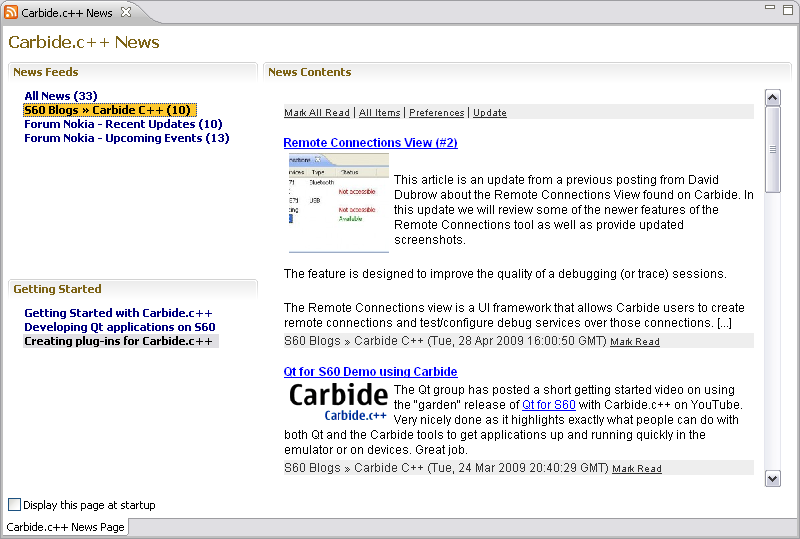 Carbide.c++ News
Carbide.c++ News
News Feeds
All News (33)
S60 Blogs » Carbide C++ (10)
Forum Nokia - Recent Updates (10)
Forum Nokia - Upcoming Events (13)
Getting Started
Getting Started with Carbide.c++
Developing Qt applications on S60
Creating plug-ins for Carbide.c++
News Contents
Mark All Read | All Items | Preferences | Update
Remote Connections View (#2)
Type Status
Bluetooth
Not accessible
USB
Not accessible
Available
This article is an update from a previous posting from David
Dubrow about the Remote Connections View found on Carbide. In
this update we will review some of the newer features of the
Remote Connections tool as well as provide updated
screenshots.
The feature is designed to improve the quality of a debugging (or trace) sessions.
The Remote Connections view is a UI framework that allows Carbide users to create
remote connections and test/configure debug services over those connections. [...]
S60 Blogs » Carbide C++ (Tue, 28 Apr 2009 16:00:50 GMT) Mark Read
Qt for S60 Demo using Carbide
Carbide
Carbide.c++
The Qt group has posted a short getting started video on using
the "garden" release of Qt for S60 with Carbide.c++ on YouTube.
Very nicely done as it highlights exactly what people can do with
both Qt and the Carbide tools to get applications up and running quickly in the
emulator or on devices. Great job.
S60 Blogs » Carbide C++ (Tue, 24 Mar 2009 20:40:29 GMT) Mark Read
Display this page at startup
Carbide.c++ News Page